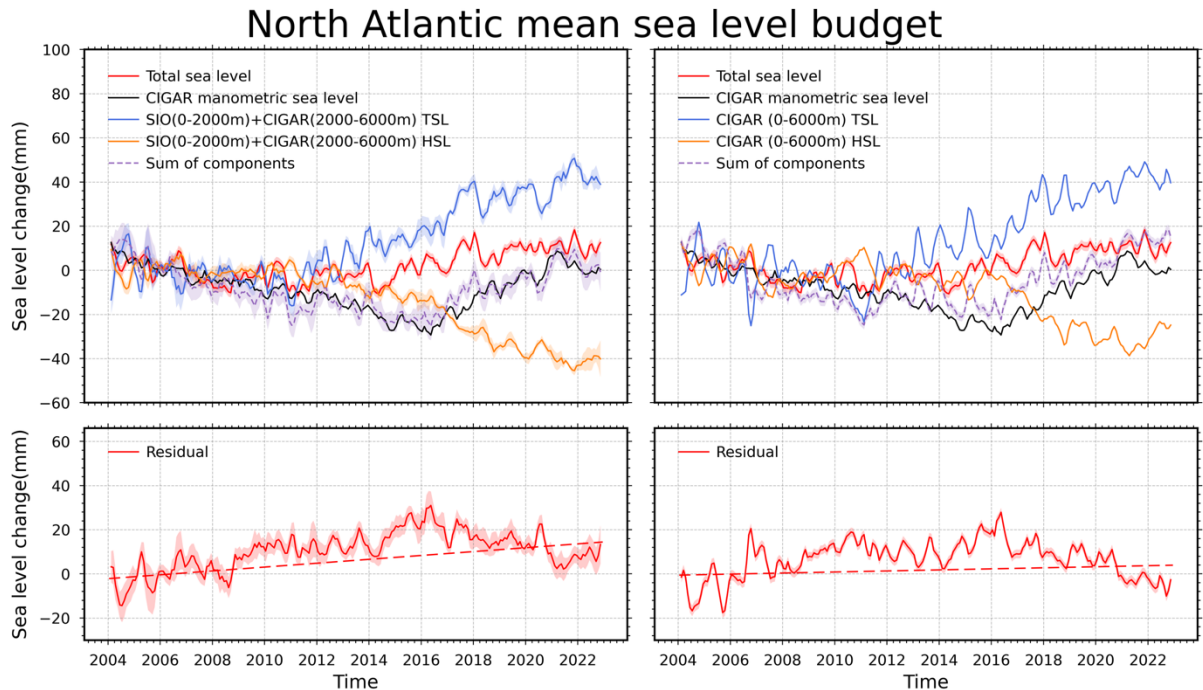 North Atlantic mean sea level budget
Sea level change(mm)
100
80
60
40
20
0
−20
−40
−60
Total sea level
CIGAR manometric sea level
SIO(0-2000m)+CIGAR(2000-6000m) TSL
SIO(0-2000m)+CIGAR(2000-6000m) HSL
Sum of components
Total sea level
CIGAR manometric sea level
CIGAR (0-6000m) TSL
CIGAR (0-6000m) HSL
Sum of components
Sea level change(mm)
60
40
20
0
−20
Residual
2004 2006 2008 2010 2012 2014 2016 2018 2020 2022
Time
Residual
2004 2006 2008 2010 2012 2014 2016 2018 2020 2022
Time